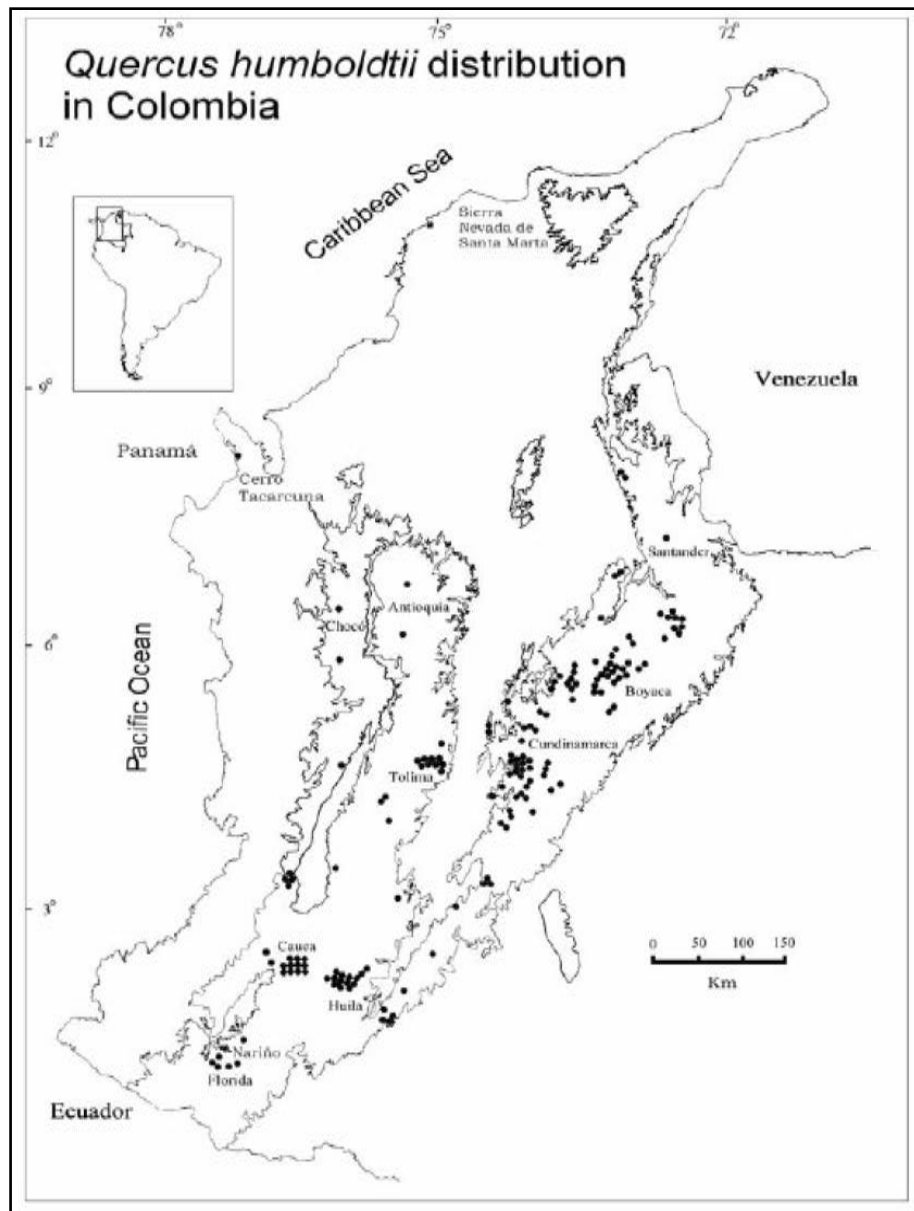 78°
75°
72°
Quercus humboldtii distribution
in Colombia
12°
Caribbean Sea
Sierra
Nevada de
Santa Marta
9°
Venezuela
Panamá
Cerro
Tacarcuna
Santander
Antioquia
Chocó
6°
Pacific Ocean
Boyaca
Cundinamarca
Tolima
3°
Cauca
0 50 100 150
Km
Huila
Nariño
Florida
Ecuador